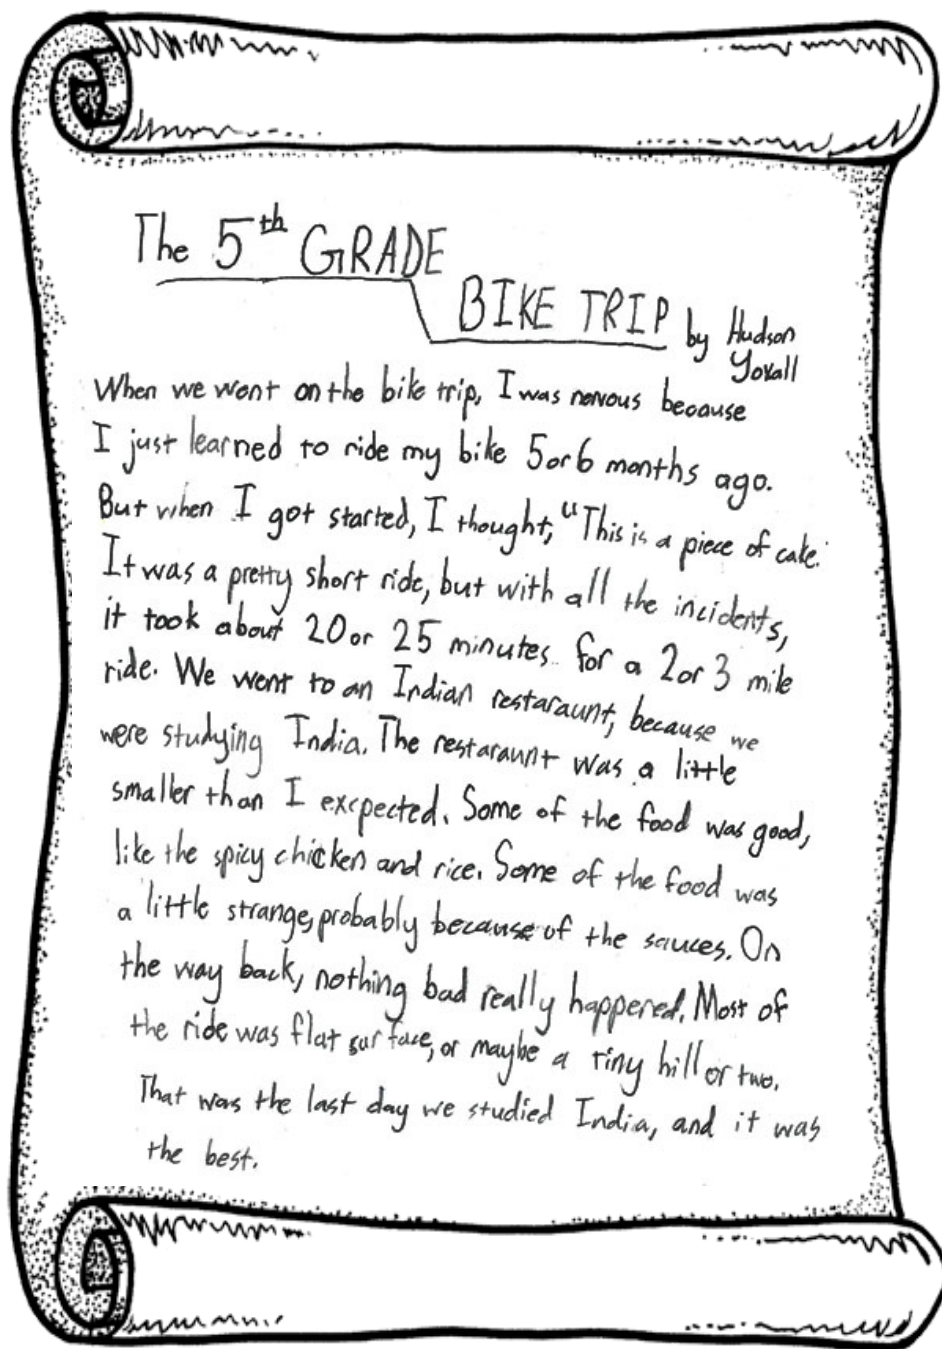 The 5th GRADE
BIKE TRIP by Hudson
Yovall
When we went on the bike trip, I was nervous because
I just learned to ride my bike 5 or 6 months ago.
But when I got started, I thought, "This is a piece of cake."
It was a pretty short ride, but with all the incidents,
it took about 20 or 25 minutes for a 2 or 3 mile
ride. We went to an Indian restaraunt, because we
were studying India. The restaraunt was a little
smaller than I excpected. Some of the food was good,
like the spicy chicken and rice. Some of the food was
a little strange, probably because of the sauces. On
the way back, nothing bad really happened. Most of
the ride was flat surface, or maybe a tiny hill or two.
That was the last day we studied India, and it was
the best.